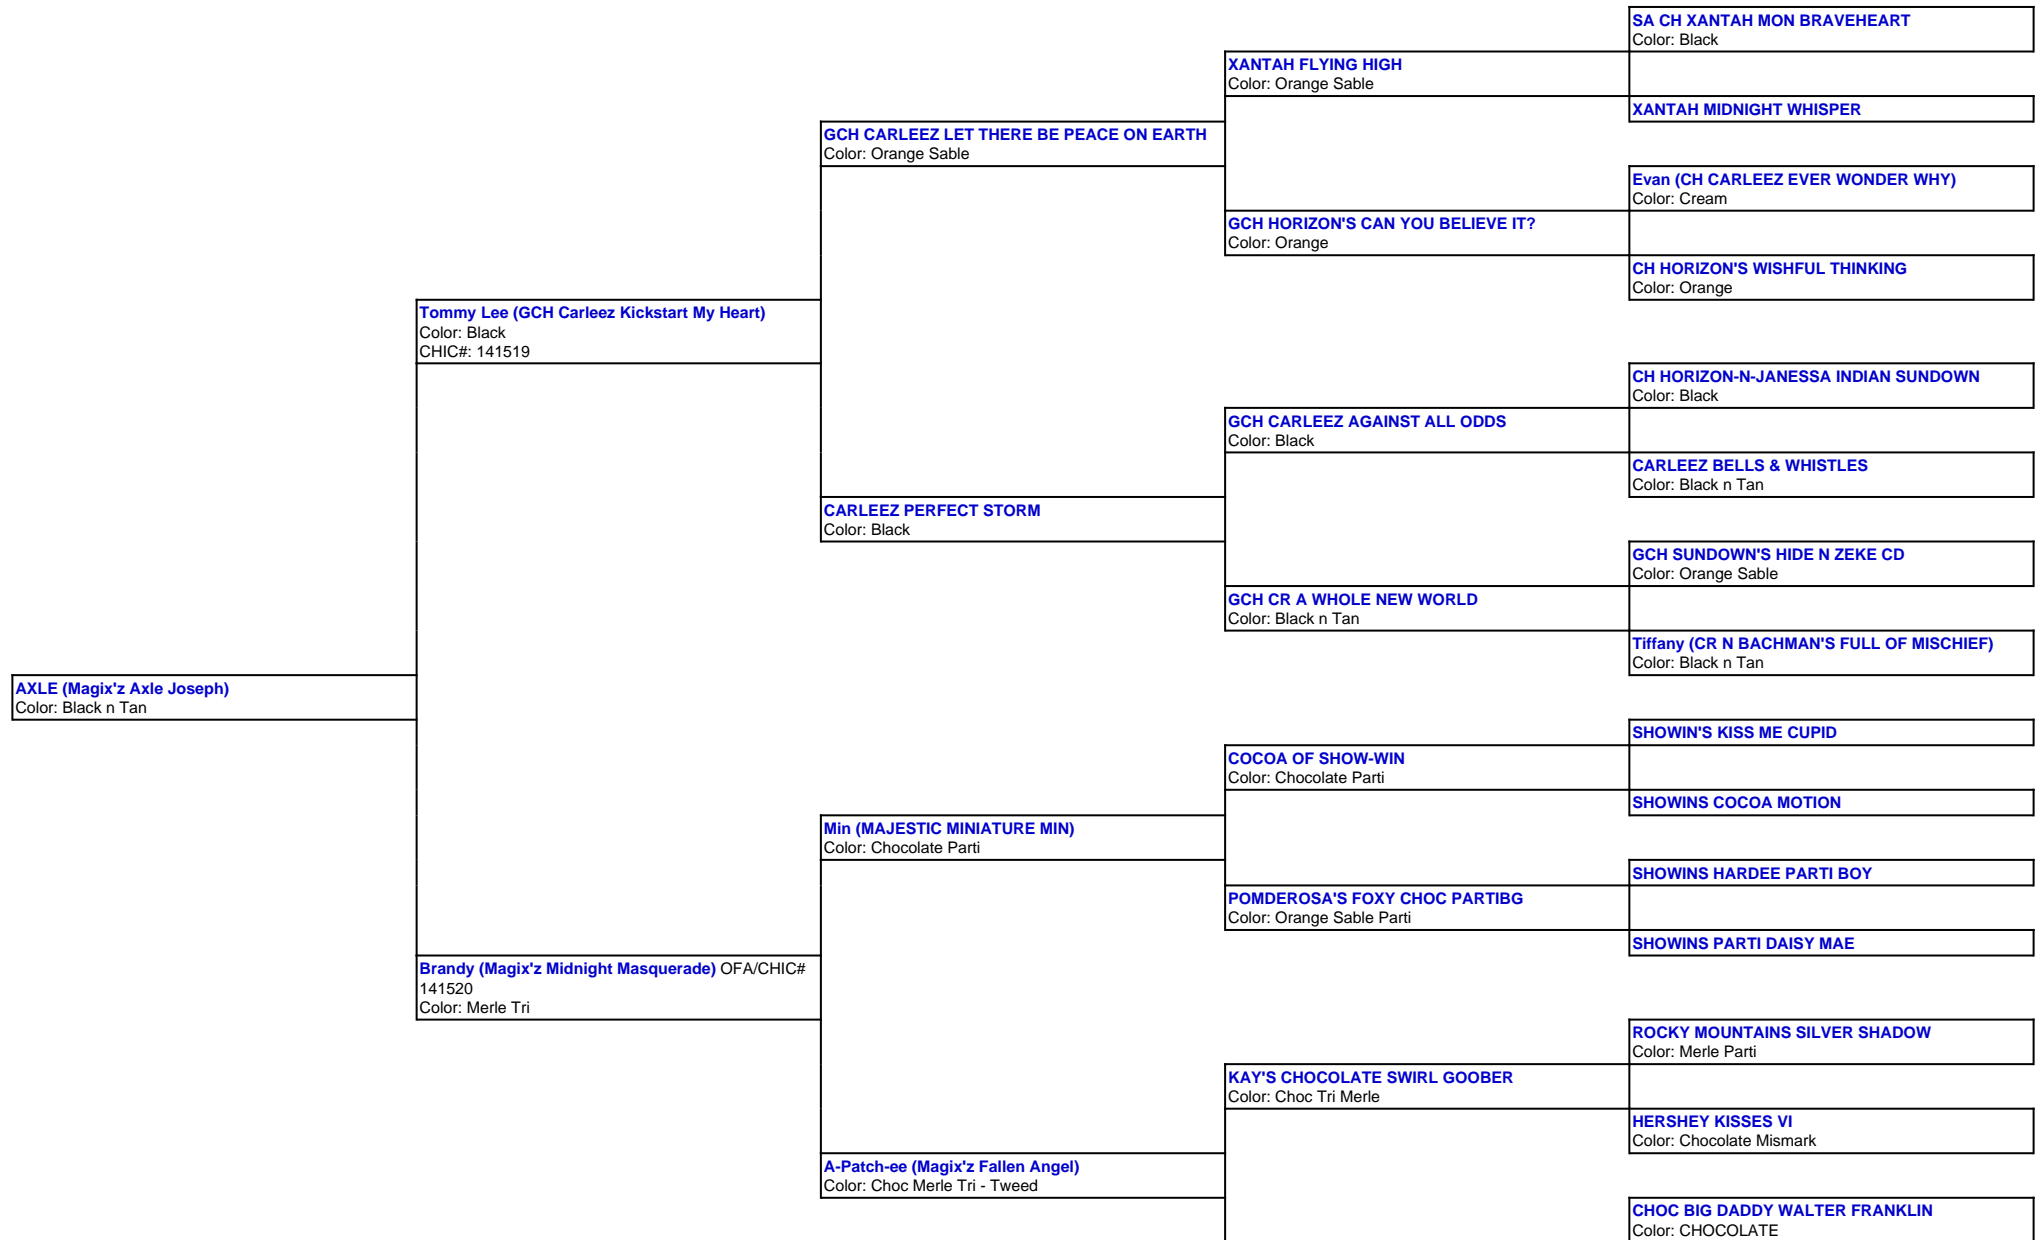 SA CH XANTAH MON BRAVEHEART
Color: Black
XANTAH FLYING HIGH
Color: Orange Sable
XANTAH MIDNIGHT WHISPER
GCH CARLEEZ LET THERE BE PEACE ON EARTH
Color: Orange Sable
Evan (CH CARLEEZ EVER WONDER WHY)
Color: Cream
GCH HORIZON'S CAN YOU BELIEVE IT?
Color: Orange
CH HORIZON'S WISHFUL THINKING
Color: Orange
Tommy Lee (GCH Carleez Kickstart My Heart)
Color: Black
CHIC#: 141519
CH HORIZON-N-JANESSA INDIAN SUNDOWN
Color: Black
GCH CARLEEZ AGAINST ALL ODDS
Color: Black
CARLEEZ BELLS & WHISTLES
Color: Black n Tan
CARLEEZ PERFECT STORM
Color: Black
GCH SUNDOWN'S HIDE N ZEKE CD
Color: Orange Sable
GCH CR A WHOLE NEW WORLD
Color: Black n Tan
Tiffany (CR N BACHMAN'S FULL OF MISCHIEF)
Color: Black n Tan
AXLE (Magix'z Axle Joseph)
Color: Black n Tan
SHOWIN'S KISS ME CUPID
COCOA OF SHOW-WIN
Color: Chocolate Parti
SHOWINS COCOA MOTION
Min (MAJESTIC MINIATURE MIN)
Color: Chocolate Parti
SHOWINS HARDEE PARTI BOY
POMDEROSA'S FOXY CHOC PARTIBG
Color: Orange Sable Parti
SHOWINS PARTI DAISY MAE
Brandy (Magix'z Midnight Masquerade) OFA/CHIC#
141520
Color: Merle Tri
ROCKY MOUNTAINS SILVER SHADOW
Color: Merle Parti
KAY'S CHOCOLATE SWIRL GOOBER
Color: Choc Tri Merle
HERSHEY KISSES VI
Color: Chocolate Mismark
A-Patch-ee (Magix'z Fallen Angel)
Color: Choc Merle Tri - Tweed
CHOC BIG DADDY WALTER FRANKLIN
Color: CHOCOLATE